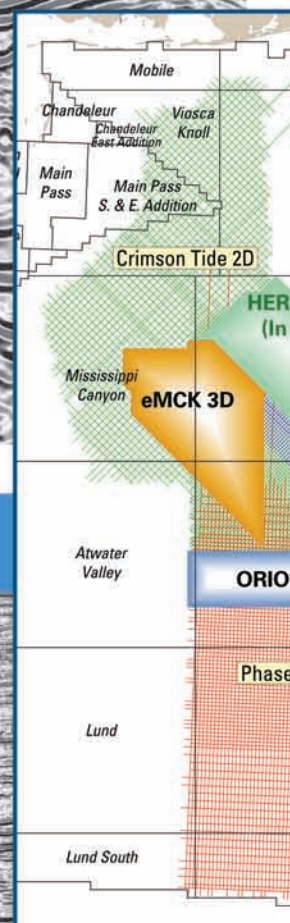 Mobile
Chandeleur
Viosca
Knoll
Chandeleur
East Addition
Main
Pass
Main Pass
S. & E. Addition
Crimson Tide 2D
HER
(In
Mississippi
Canyon
eMCK 3D
Atwater
Valley
ORIO
Phase
Lund
Lund South